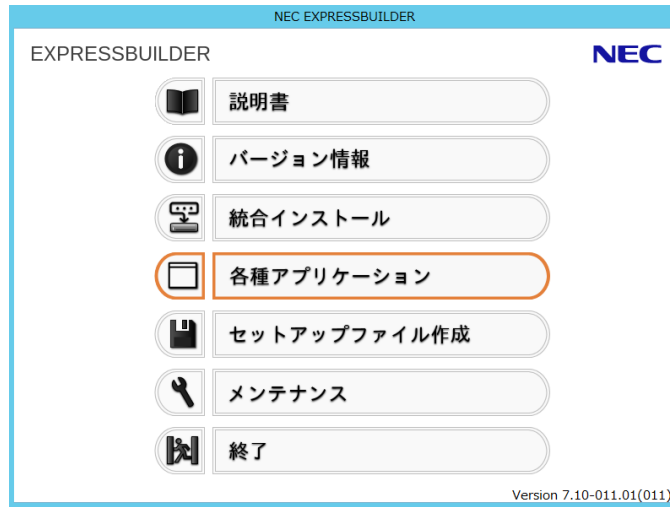 NEC EXPRESSBUILDER
EXPRESSBUILDER
NEC
説明書
バージョン情報
統合インストール
各種アプリケーション
セットアップファイル作成
メンテナンス
終了
Version 7.10-011.01(011)